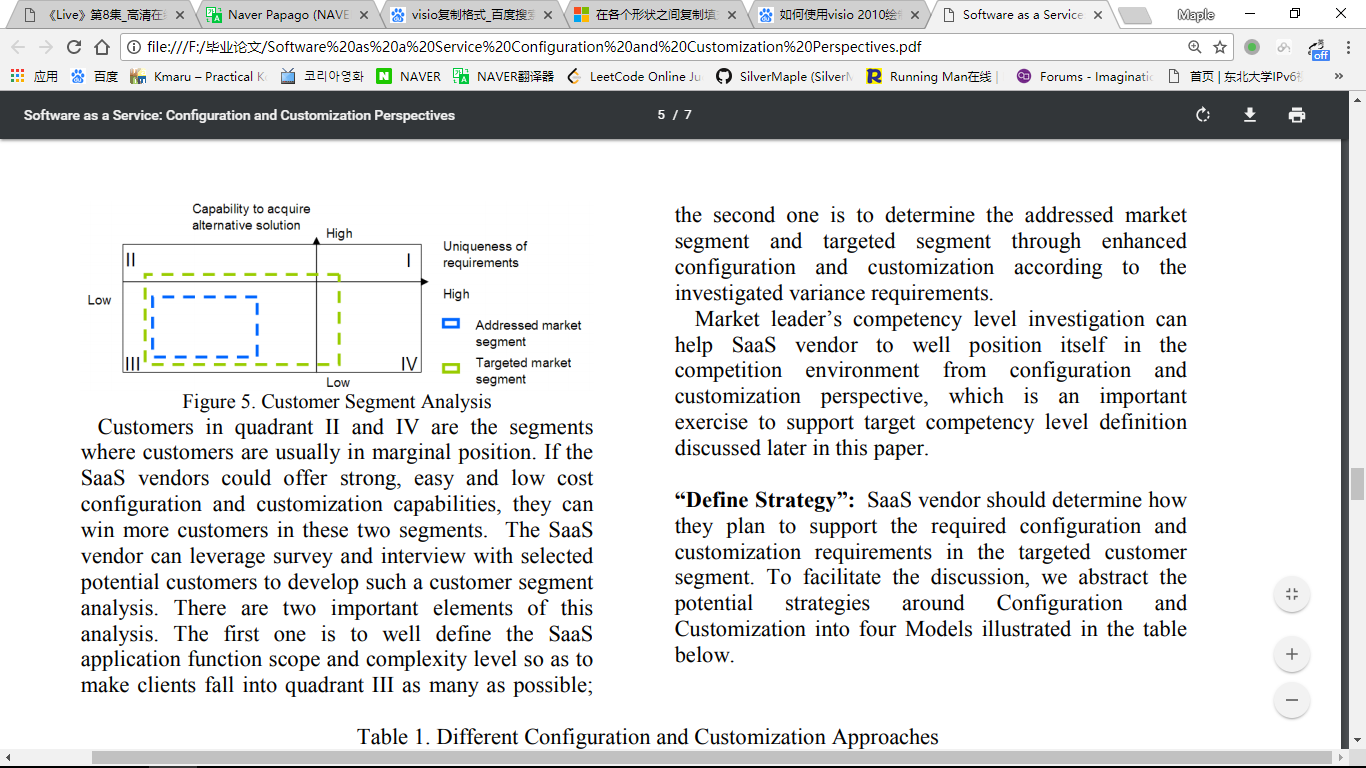 《Live》第8集_高清在
Naver Papago (NAVE
visio复制格式_百度搜
在各个形状之间复制填
如何使用visio 2010绘
Software as a Service
Maple
file:///F:/毕业论文/Software%20as%20a%20Service%20Configuration%20and%20Customization%20Perspectives.pdf
off
应用
百度
Kmaru – Practical K
코리아영화
NAVER
NAVER翻译器
LeetCode Online Ju
SilverMaple (SilverM
Running Man在线 |
Forums - Imaginati
首页 | 东北大学IPv6
»
Software as a Service: Configuration and Customization Perspectives
5 / 7
Capability to acquire
alternative solution
High
Uniqueness of
requirements
II
I
Low
High
Addressed market
segment
III
IV
Targeted market
segment
Low
Figure 5. Customer Segment Analysis
Customers in quadrant II and IV are the segments
where customers are usually in marginal position. If the
SaaS vendors could offer strong, easy and low cost
configuration and customization capabilities, they can
win more customers in these two segments. The SaaS
vendor can leverage survey and interview with selected
potential customers to develop such a customer segment
analysis. There are two important elements of this
analysis. The first one is to well define the SaaS
application function scope and complexity level so as to
make clients fall into quadrant III as many as possible;
the second one is to determine the addressed market
segment and targeted segment through enhanced
configuration and customization according to the
investigated variance requirements.
Market leader’s competency level investigation can
help SaaS vendor to well position itself in the
competition environment from configuration and
customization perspective, which is an important
exercise to support target competency level definition
discussed later in this paper.
“Define Strategy”: SaaS vendor should determine how
they plan to support the required configuration and
customization requirements in the targeted customer
segment. To facilitate the discussion, we abstract the
potential strategies around Configuration and
Customization into four Models illustrated in the table
below.
Table 1. Different Configuration and Customization Approaches